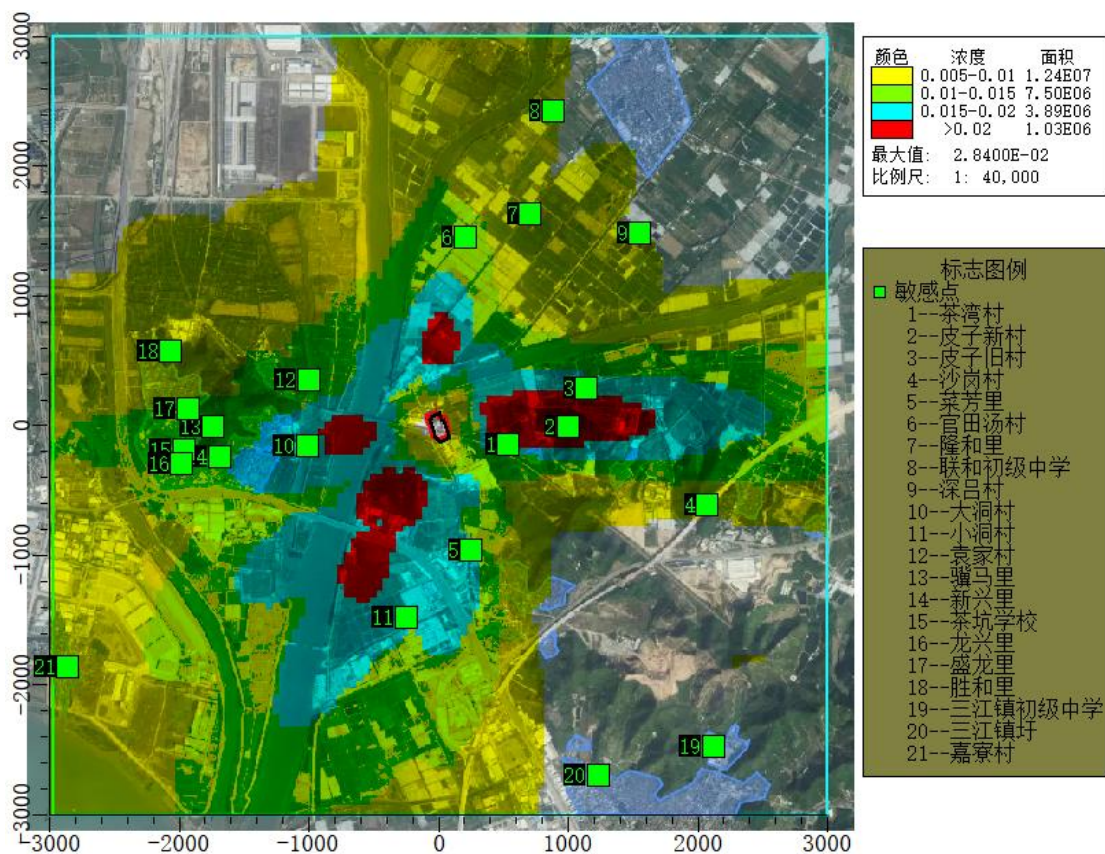 颜色 浓度 面积
0.005-0.01 1.24E07
0.01-0.015 7.50E06
0.015-0.02 3.89E06
>0.02 1.03E06
最大值: 2.8400E-02
比例尺: 1: 40,000
标志图例
敏感点
1--茶湾村
2--皮子新村
3--皮子旧村
4--沙岗村
5--菜芳里
6--官田汤村
7--隆和里
8--联和初级中学
9--深吕村
10--大洞村
11--小洞村
12--袁家村
13--骥马里
14--新兴里
15--茶坑学校
16--龙兴里
17--盛龙里
18--胜和里
19--三江镇初级中学
20--三江镇圩
21--嘉寮村
3000
2000
1000
0
-1000
-2000
-3000
-3000 -2000 -1000 0 1000 2000 3000
8
7
6
9
18
12
3
17
13
2
10
1
15
4
16
4
5
11
21
19
20